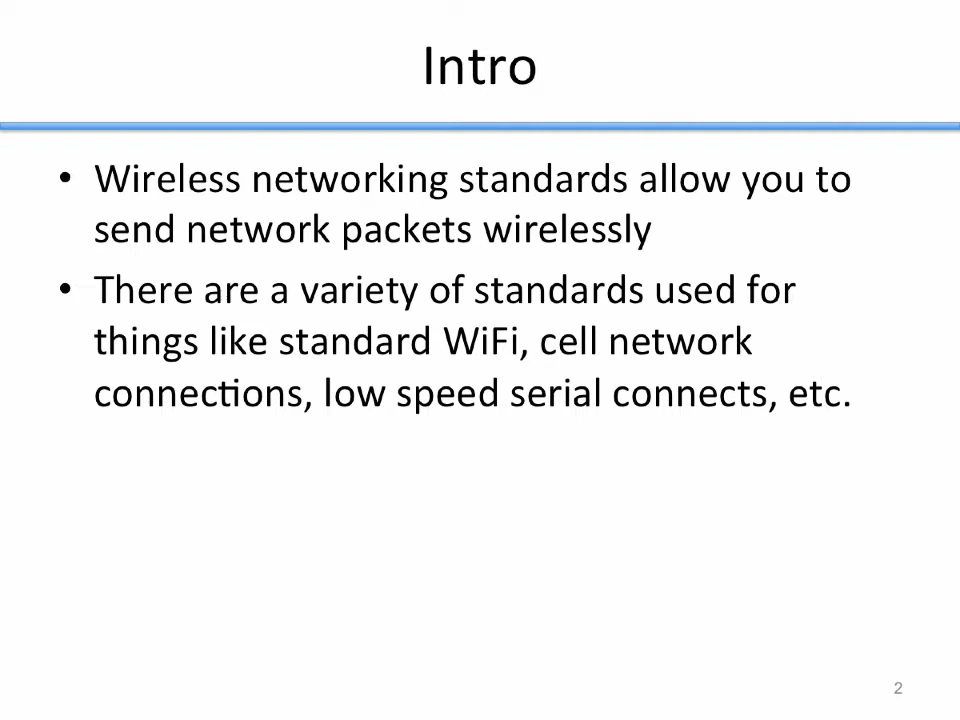 Intro
• Wireless networking standards allow you to
send network packets wirelessly
• There are a variety of standards used for
things like standard WiFi, cell network
connections, low speed serial connects, etc.
2